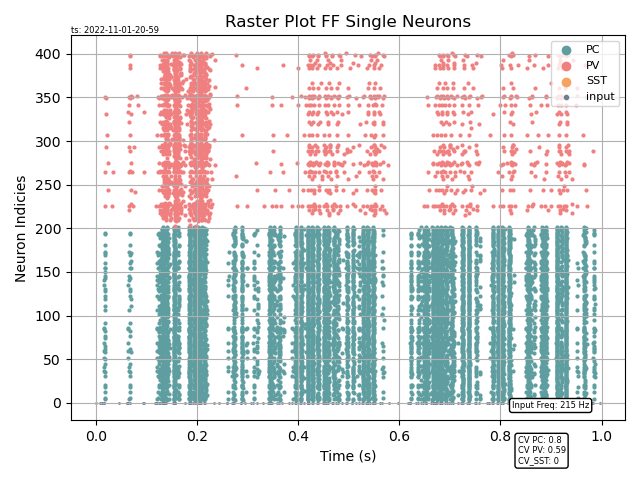 Raster Plot FF Single Neurons
ts: 2022-11-01-20-59
PC
PV
SST
input
400
350
300
250
200
150
100
50
0
Neuron Indicies
Input Freq: 215 Hz
0.0 0.2 0.4 0.6 0.8 1.0
Time (s)
CV PC: 0.8
CV PV: 0.59
CV_SST: 0